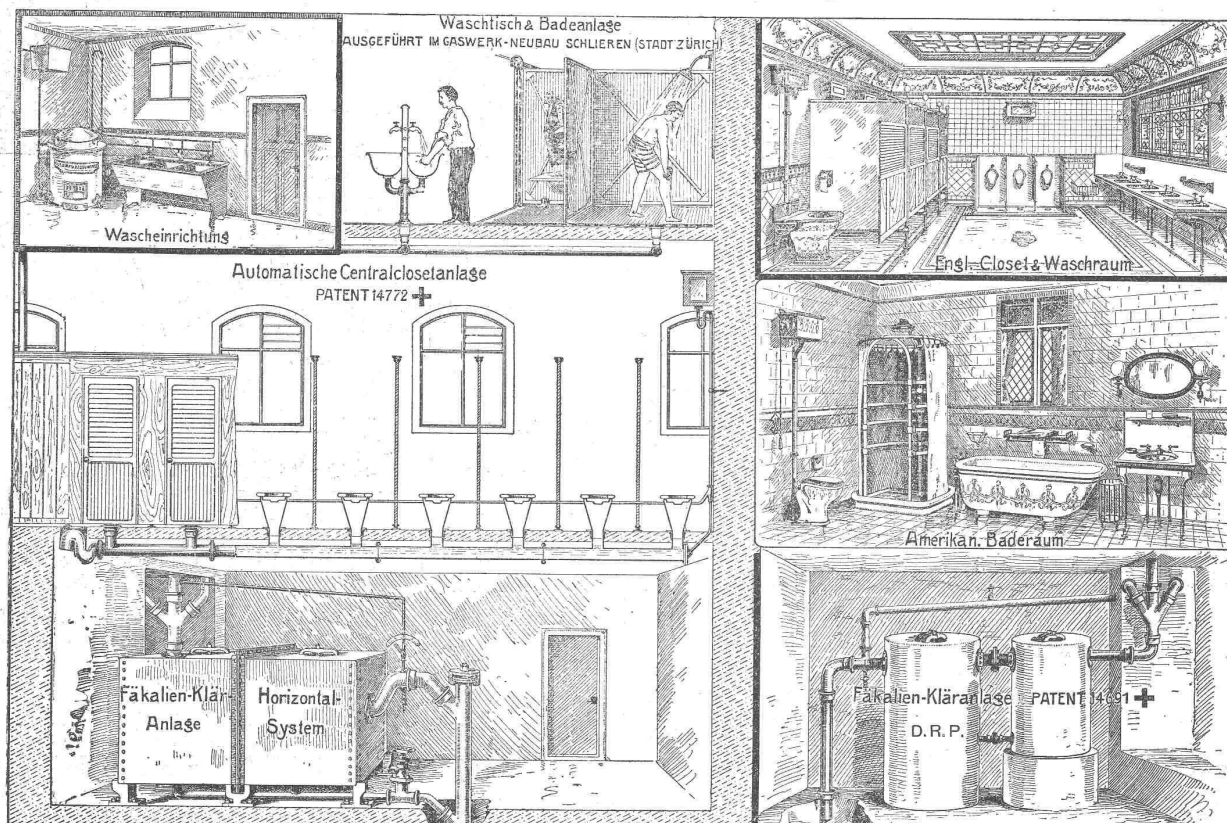 Waschtisch & Badeanlage
AUSGEFÜHRT IM GASWERK-NEUBAU SCHLIEREN (STADT ZÜRICH)
Wascheinrichtung
Automatische Centralclosetanlage
PATENT 14772
Fäkalien-Klär-
Anlage
Horizontal-
System
Engl. Closet & Waschraum
Amerikan. Baderaum
Fäkalien-Kläranlage
D.R.P.
PATENT 14691